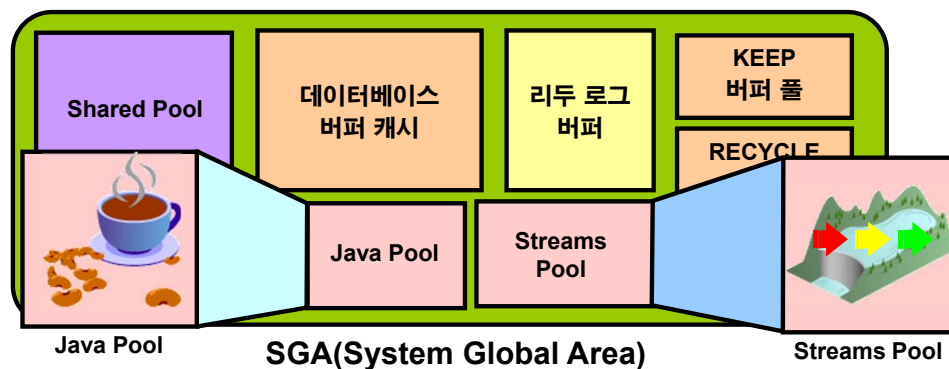 Shared Pool
데이터베이스
버퍼 캐시
리두 로그
버퍼
KEEP
버퍼 풀
RECYCLE
Java Pool
Streams
Pool
Java Pool
SGA(System Global Area)
Streams Pool